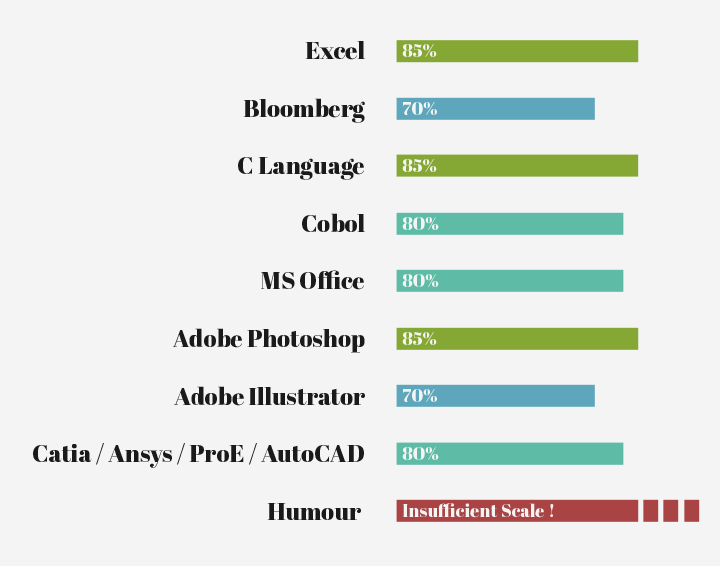 Excel 85%
Bloomberg 70%
C Language 85%
Cobol 80%
MS Office 80%
Adobe Photoshop 85%
Adobe Illustrator 70%
Catia / Ansys / ProE / AutoCAD 80%
Humour Insufficient Scale !